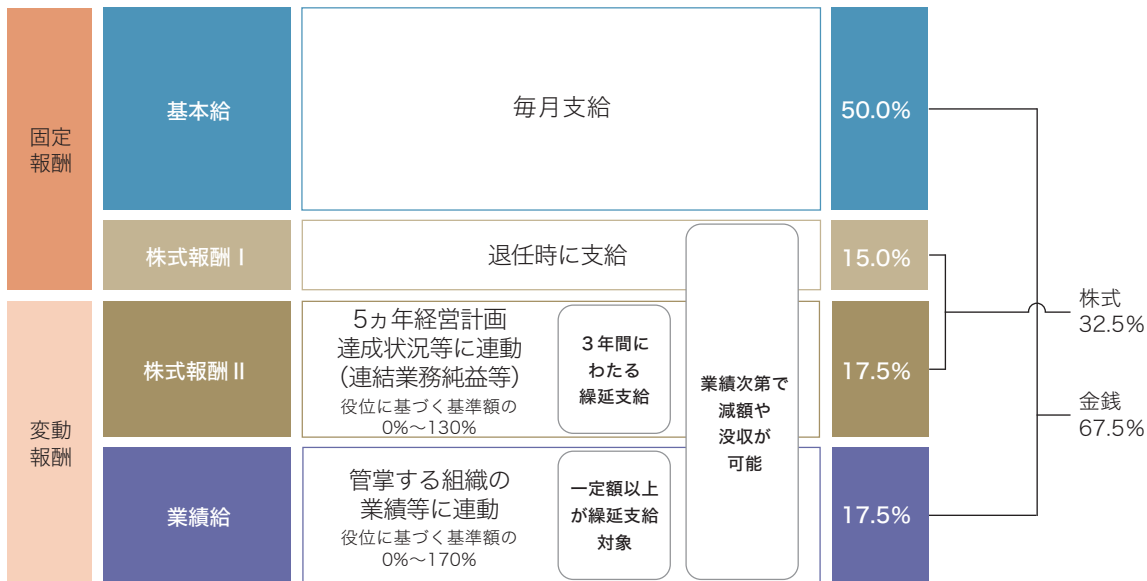 固定
報酬
基本給
毎月支給
50.0%
株式報酬Ⅰ
退任時に支給
15.0%
変動
報酬
株式報酬Ⅱ
5ヵ年経営計画
達成状況等に連動
（連結業務純益等）
役位に基づく基準額の
0%～130%
３年間に
わたる
繰延支給
17.5%
業績給
管掌する組織の
業績等に連動
役位に基づく基準額の
0%～170%
一定額以上
が繰延支給
対象
業績次第で
減額や
没収が
可能
17.5%
株式
32.5%
金銭
67.5%